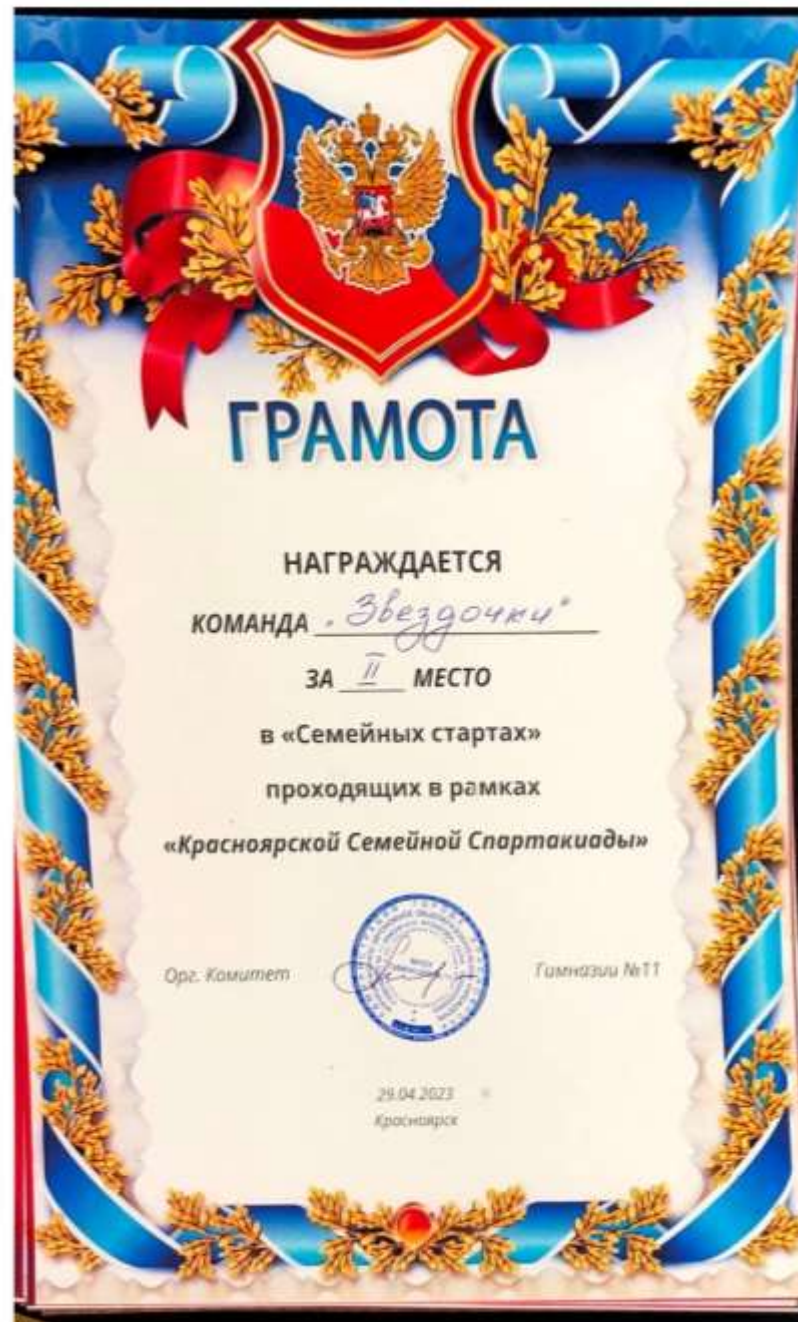 ГРАМОТА
НАГРАЖДАЕТСЯ
КОМАНДА „Звездочки"
ЗА II МЕСТО
в «Семейных стартах»
проходящих в рамках
«Красноярской Семейной Спартакиады»
Орг. Комитет Гимназии №11
29.04.2023
Красноярск